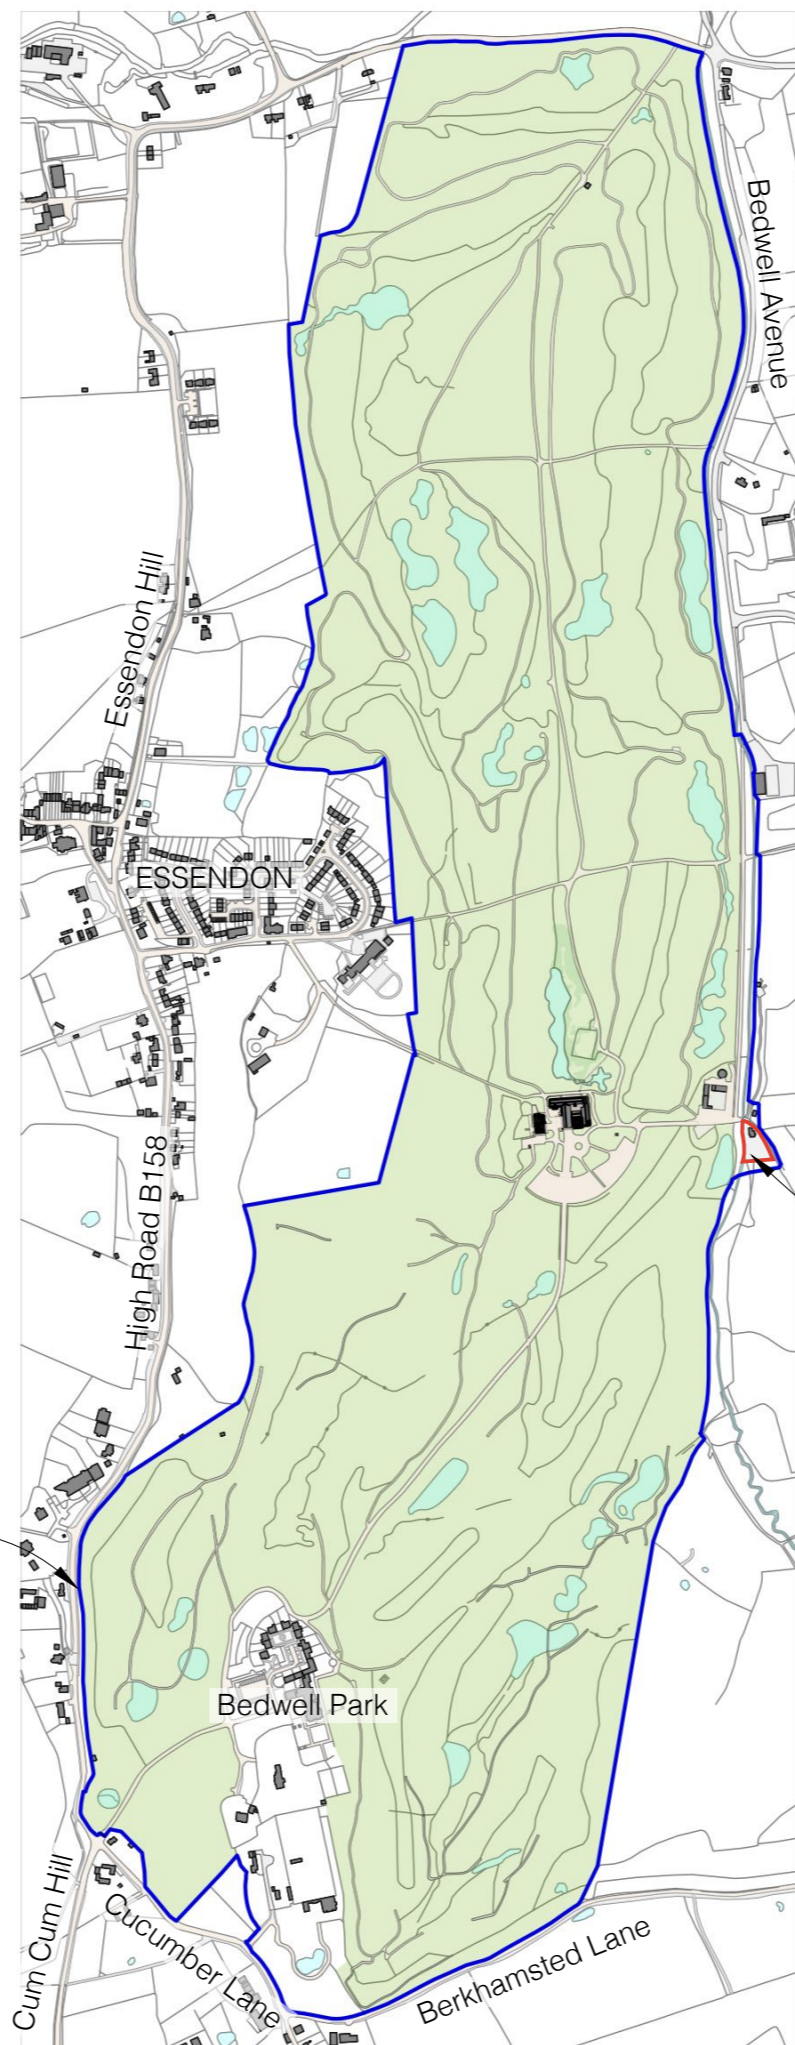 Bedwell Avenue
Essendon Hill
ESSENDON
High Road B158
Bedwell Park
Cum Cum Hill
Cucumber Lane
Berkhamsted Lane